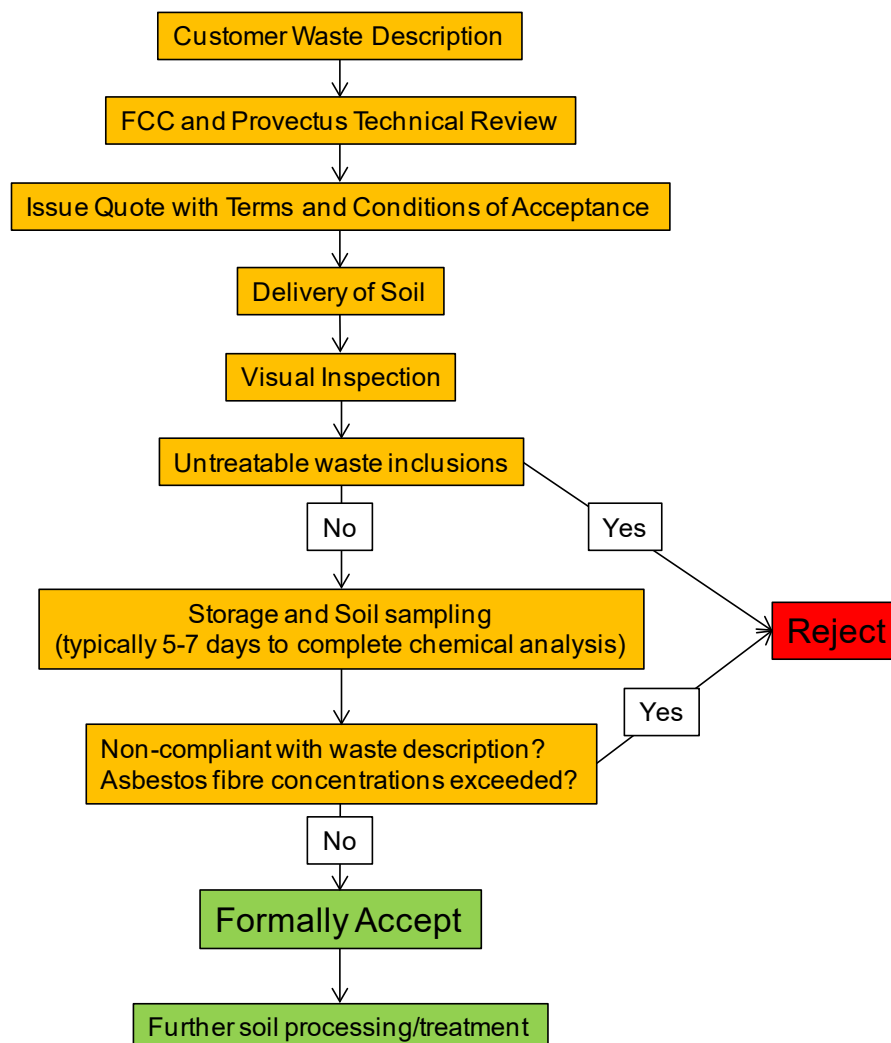 Customer Waste Description
FCC and Provectus Technical Review
Issue Quote with Terms and Conditions of Acceptance
Delivery of Soil
Visual Inspection
Untreatable waste inclusions
No
Yes
Storage and Soil sampling
(typically 5-7 days to complete chemical analysis)
Reject
Yes
Non-compliant with waste description?
Asbestos fibre concentrations exceeded?
No
Formally Accept
Further soil processing/treatment